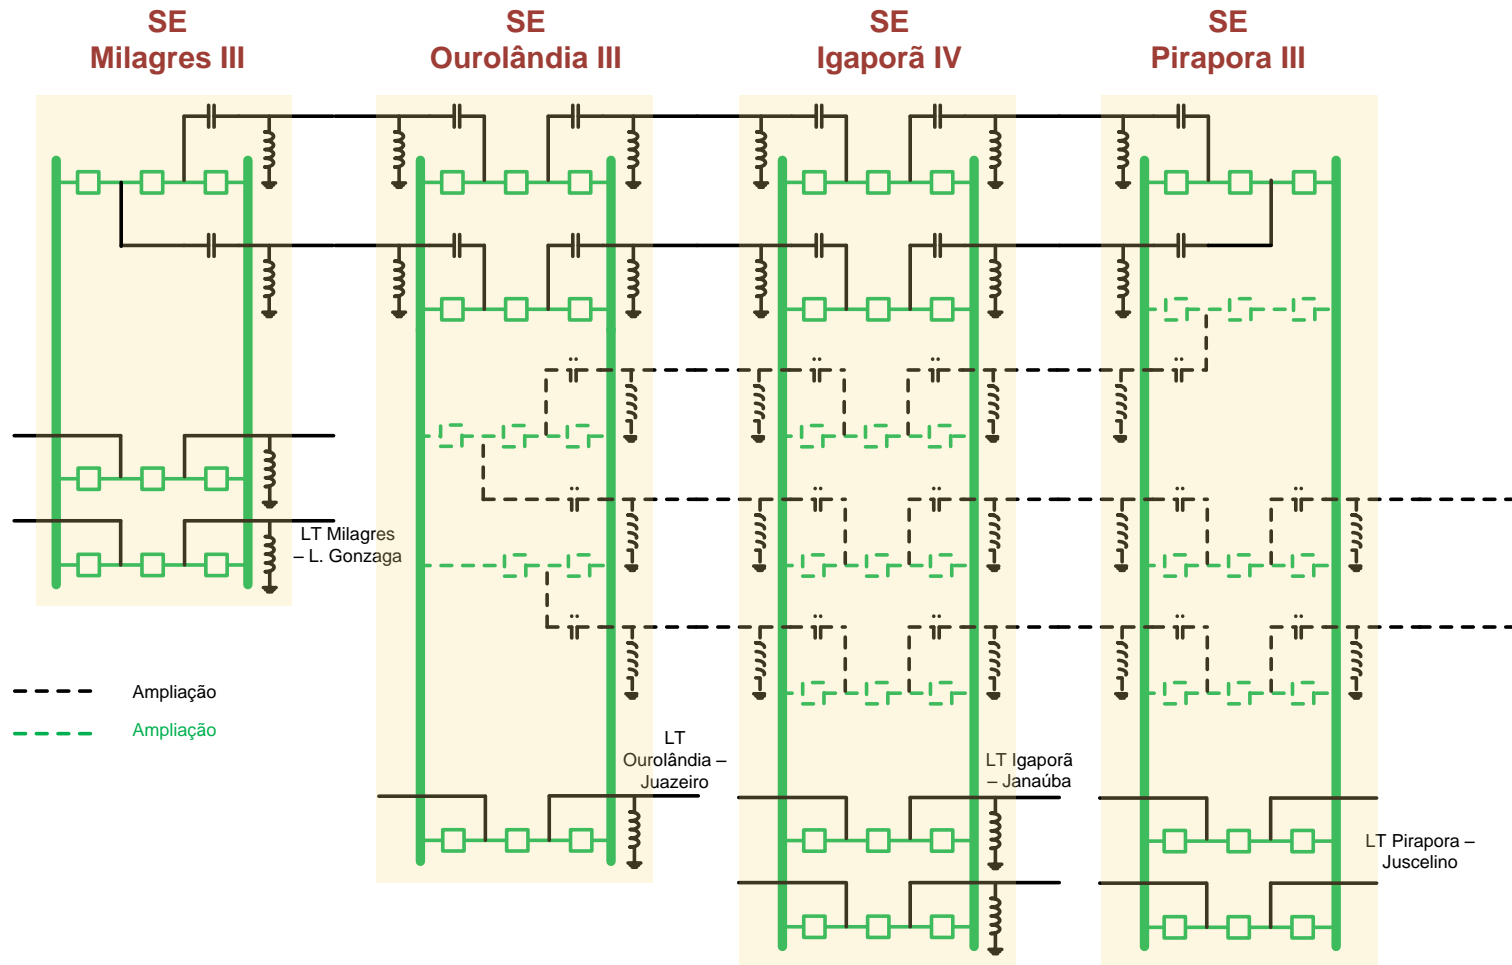 SE
Milagres III
SE
Ourolândia III
SE
Igaporã IV
SE
Pirapora III
LT Milagres
– L. Gonzaga
Ampliação
Ampliação
LT
Ourolândia –
Juazeiro
LT Igaporã
– Janaúba
LT Pirapora –
Juscelino